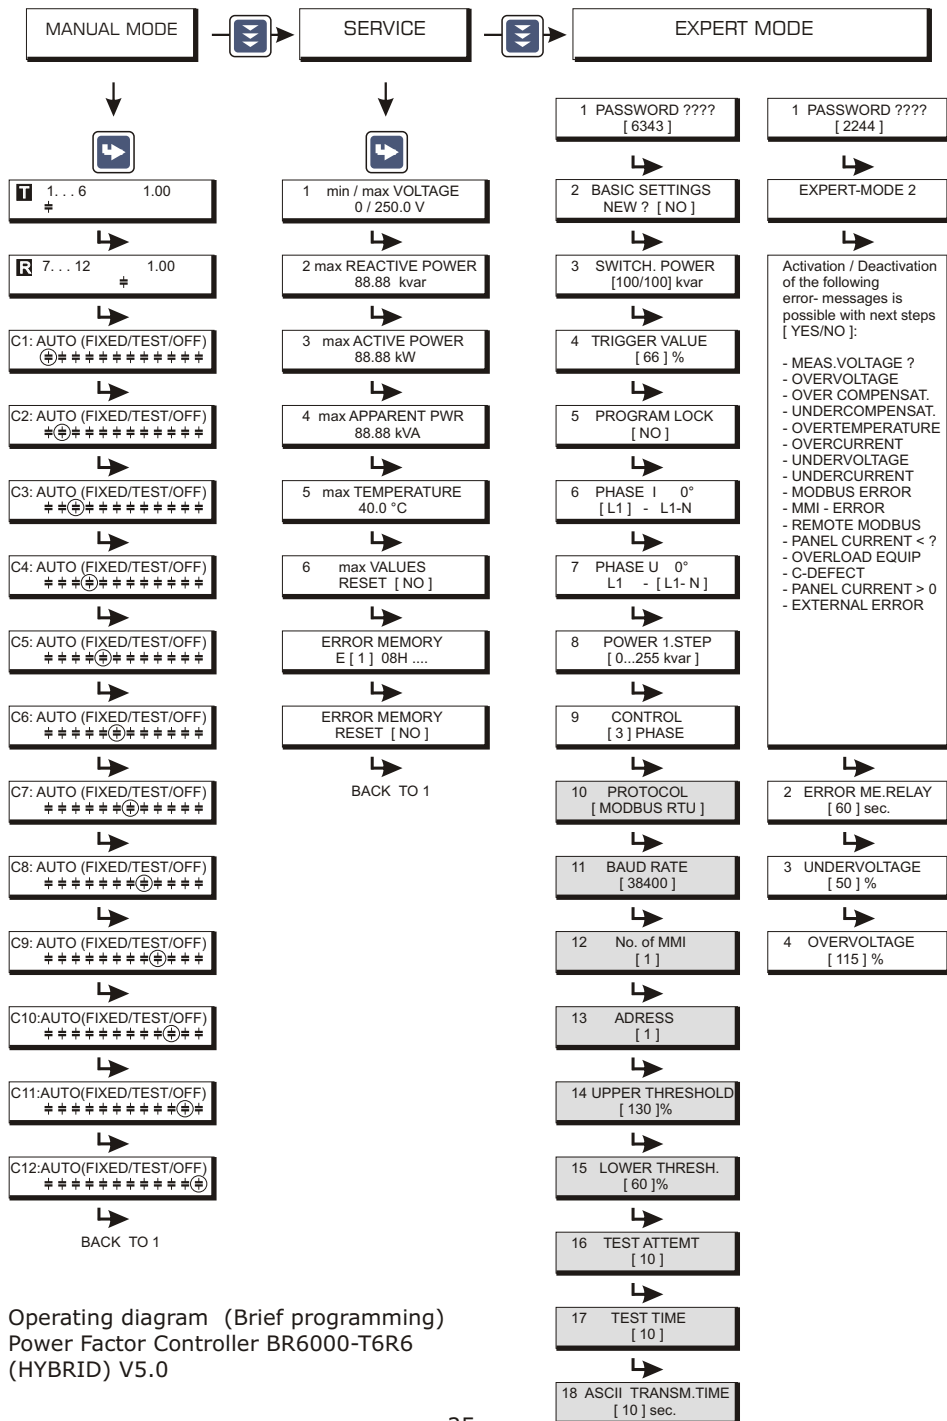 MANUAL MODE
SERVICE
EXPERT MODE
T 1. . . 6 1.00
R 7. . . 12 1.00
C1: AUTO (FIXED/TEST/OFF)
C2: AUTO (FIXED/TEST/OFF)
C3: AUTO (FIXED/TEST/OFF)
C4: AUTO (FIXED/TEST/OFF)
C5: AUTO (FIXED/TEST/OFF)
C6: AUTO (FIXED/TEST/OFF)
C7: AUTO (FIXED/TEST/OFF)
C8: AUTO (FIXED/TEST/OFF)
C9: AUTO (FIXED/TEST/OFF)
C10:AUTO(FIXED/TEST/OFF)
C11:AUTO(FIXED/TEST/OFF)
C12:AUTO(FIXED/TEST/OFF)
BACK TO 1
1 min / max VOLTAGE
0 / 250.0 V
2 max REACTIVE POWER
88.88 kvar
3 max ACTIVE POWER
88.88 kW
4 max APPARENT PWR
88.88 kVA
5 max TEMPERATURE
40.0 °C
6 max VALUES
RESET [ NO ]
ERROR MEMORY
E [ 1 ] 08H ....
ERROR MEMORY
RESET [ NO ]
BACK TO 1
1 PASSWORD ????
[ 6343 ]
2 BASIC SETTINGS
NEW ? [ NO ]
3 SWITCH. POWER
[100/100] kvar
4 TRIGGER VALUE
[ 66 ] %
5 PROGRAM LOCK
[ NO ]
6 PHASE I 0°
[ L1 ] - L1-N
7 PHASE U 0°
L1 - [ L1- N ]
8 POWER 1.STEP
[ 0...255 kvar ]
9 CONTROL
[ 3 ] PHASE
10 PROTOCOL
[ MODBUS RTU ]
11 BAUD RATE
[ 38400 ]
12 No. of MMI
[ 1 ]
13 ADRESS
[ 1 ]
14 UPPER THRESHOLD
[ 130 ]%
15 LOWER THRESH.
[ 60 ]%
16 TEST ATTEMT
[ 10 ]
17 TEST TIME
[ 10 ]
18 ASCII TRANSM.TIME
[ 10 ] sec.
1 PASSWORD ????
[ 2244 ]
EXPERT-MODE 2
Activation / Deactivation
of the following
error- messages is
possible with next steps
[ YES/NO ]:
- MEAS.VOLTAGE ?
- OVERVOLTAGE
- OVER COMPENSAT.
- UNDERCOMPENSAT.
- OVERTEMPERATURE
- OVERCURRENT
- UNDERVOLTAGE
- UNDERCURRENT
- MODBUS ERROR
- MMI - ERROR
- REMOTE MODBUS
- PANEL CURRENT < ?
- OVERLOAD EQUIP
- C-DEFECT
- PANEL CURRENT > 0
- EXTERNAL ERROR
2 ERROR ME.RELAY
[ 60 ] sec.
3 UNDERVOLTAGE
[ 50 ] %
4 OVERVOLTAGE
[ 115 ] %
Operating diagram (Brief programming)
Power Factor Controller BR6000-T6R6
(HYBRID) V5.0